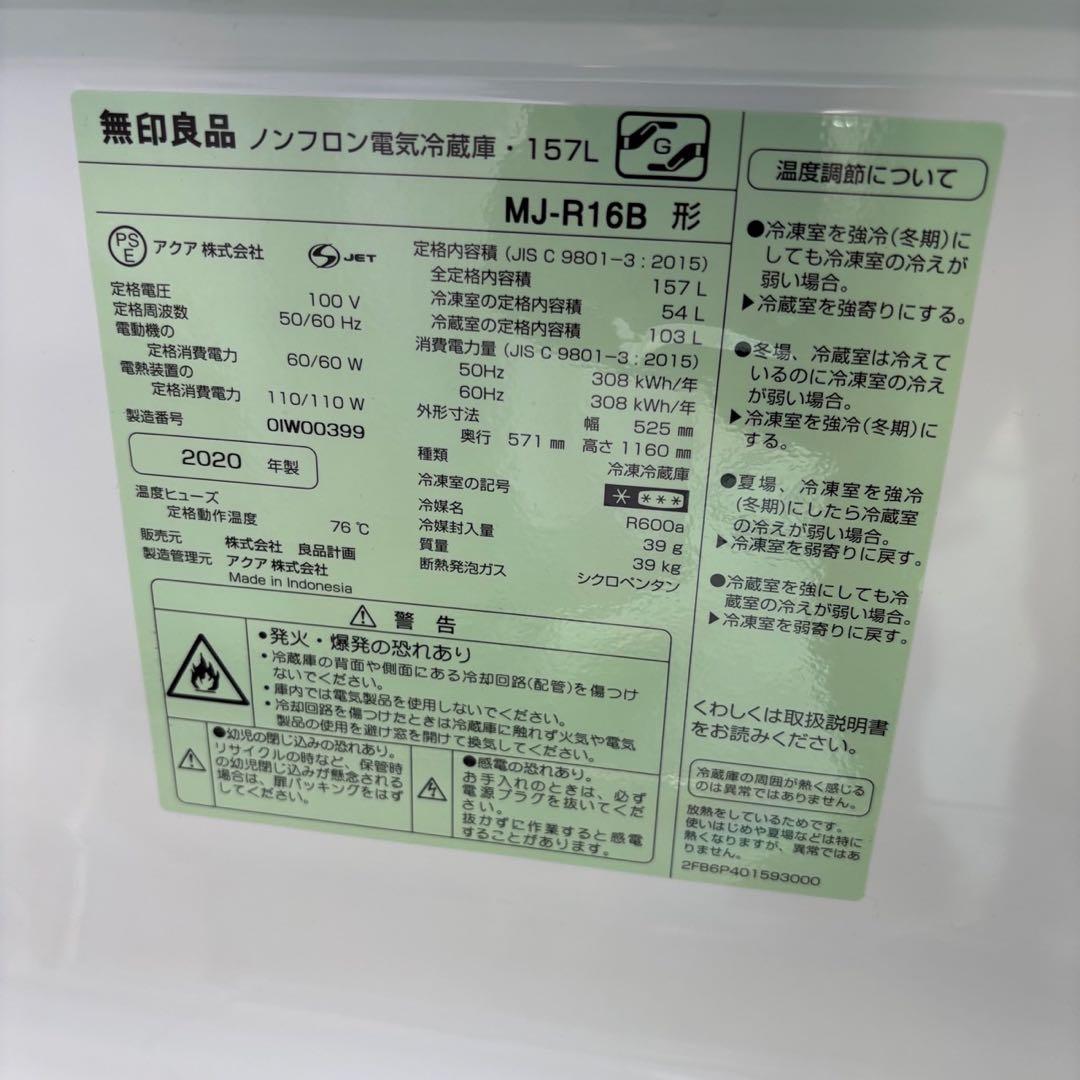 無印良品 ノンフロン電気冷蔵庫・157L G
MJ-R16B 形
PS
E アクア 株式会社 S JET
定格電圧 100 V
定格周波数 50/60 Hz
電動機の
定格消費電力 60/60 W
電熱装置の
定格消費電力 110/110 W
製造番号 0IW00399
2020 年製
温度ヒューズ
定格動作温度 76 ℃
販売元 株式会社 良品計画
製造管理元 アクア 株式会社
Made in Indonesia
定格内容積 (JIS C 9801-3 : 2015)
全定格内容積 157 L
冷凍室の定格内容積 54 L
冷蔵室の定格内容積 103 L
消費電力量 (JIS C 9801-3 : 2015)
50Hz 308 kWh/年
60Hz 308 kWh/年
外形寸法 幅 525 ㎜
奥行 571 ㎜ 高さ 1160 ㎜
種類 冷凍冷蔵庫
冷凍室の記号
冷媒名 R600a
冷媒封入量 39 g
質量 39 kg
断熱発泡ガス シクロペンタン
⚠ 警告
●発火・爆発の恐れあり
・冷蔵庫の背面や側面にある冷却回路(配管)を傷つけ
ないでください。
・庫内では電気製品を使用しないでください。
・冷却回路を傷つけたときは冷蔵庫に触れず火気や電気
製品の使用を避け窓を開けて換気してください。
●幼児の閉じ込みの恐れあり。
リサイクルの時など、保管時
の幼児閉じ込みが懸念される
場合は、扉パッキングをはず
してください。
●感電の恐れあり。
お手入れのときは、必ず
電源プラグを抜いてくだ
さい。
抜かずに作業すると感電
することがあります。
温度調節について
●冷凍室を強冷(冬期)に
しても冷凍室の冷えが
弱い場合。
▶冷蔵室を強寄りにする。
●冬場、冷蔵室は冷えて
いるのに冷凍室の冷え
が弱い場合。
▶冷凍室を強冷(冬期)に
する。
●夏場、冷凍室を強冷
(冬期)にしたら冷蔵室
の冷えが弱い場合。
▶冷凍室を弱寄りに戻す。
●冷蔵室を強にしても冷
蔵室の冷えが弱い場合。
▶冷凍室を弱寄りに戻す。
くわしくは取扱説明書
をお読みください。
冷蔵庫の周囲が熱く感じる
のは異常ではありません。
放熱をしているためです。
使いはじめや夏場などは特に
熱くなりますが、異常ではあ
りません。
2FB6P401593000